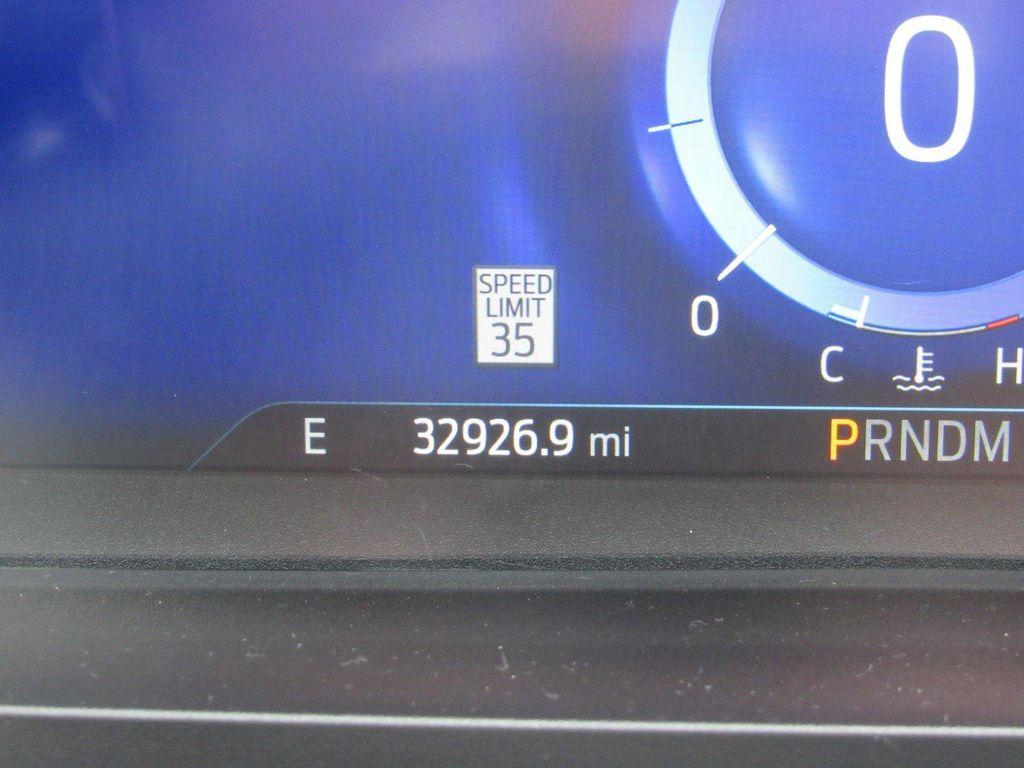 0
SPEED
LIMIT
35
0
C
H
E 32926.9 mi PRNDM